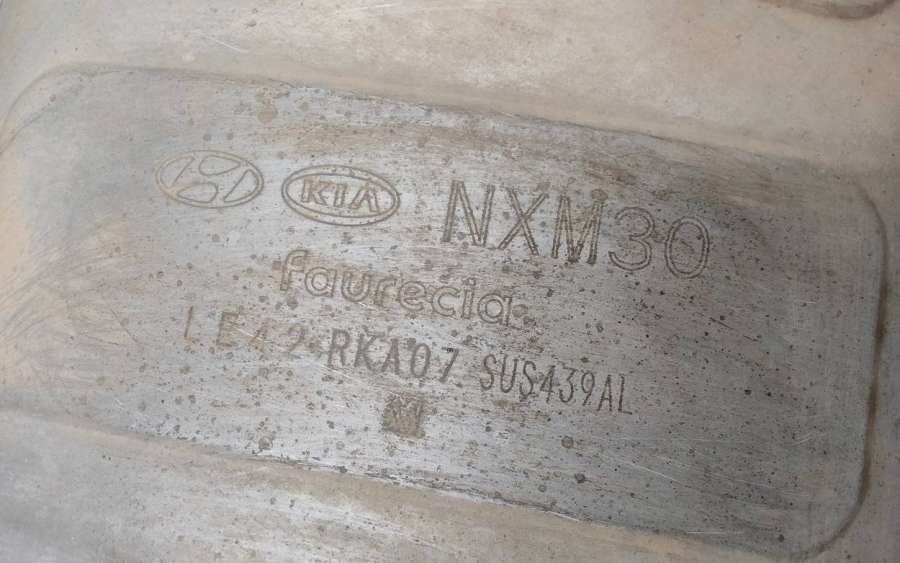 KIA NXM30
faurecia
LE42 RKA07 SUS439AL